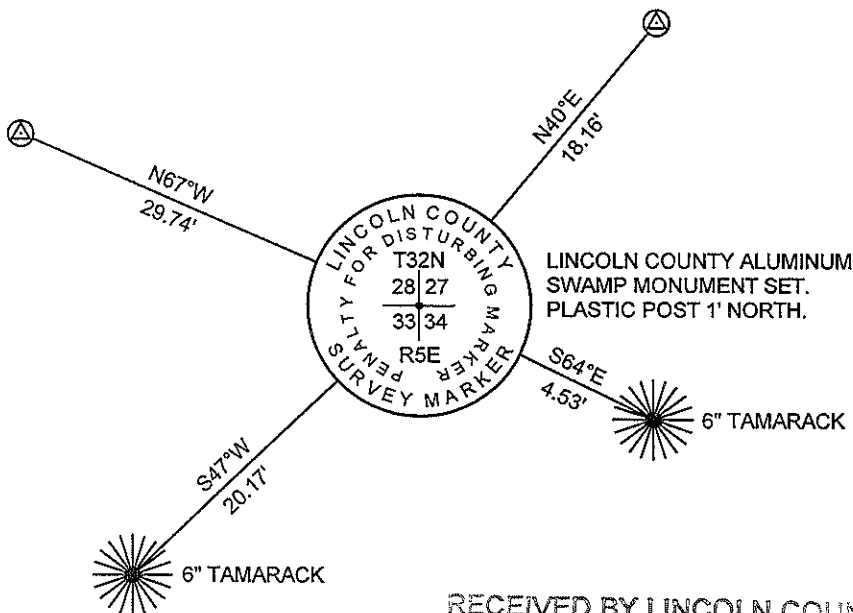 N40°E
18.16'
N67°W
29.74'
LINCOLN COUNTY
PENALTY FOR DISTURBING MARKER
T32N
28 27
33 34
R5E
SURVEY MARKER
LINCOLN COUNTY ALUMINUM
SWAMP MONUMENT SET.
PLASTIC POST 1' NORTH.
S64°E
4.53'
6" TAMARACK
S47°W
20.17'
6" TAMARACK
RECEIVED BY LINCOLN